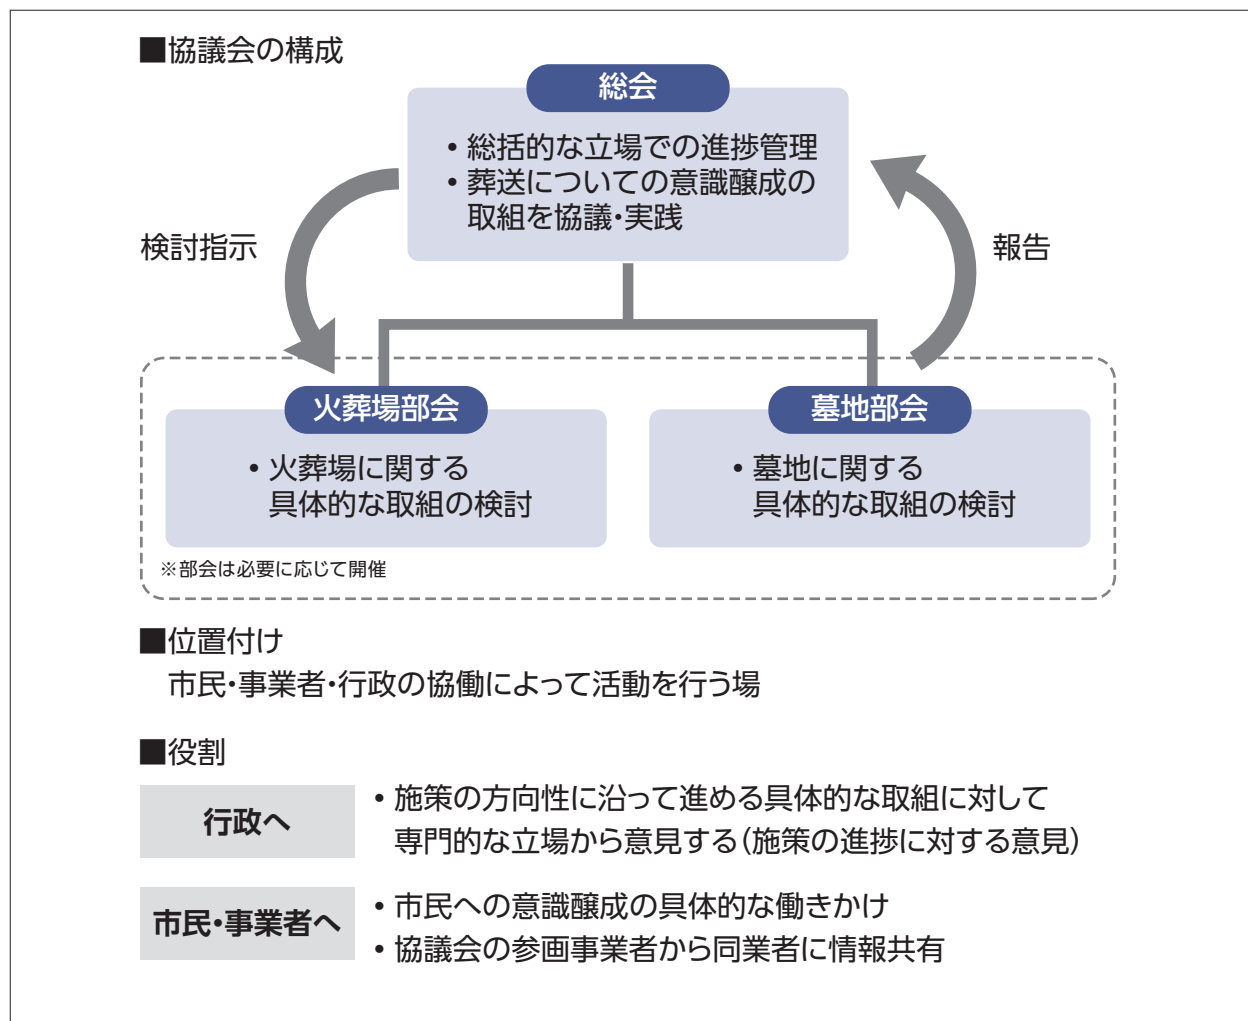 ■協議会の構成
総会
・総括的な立場での進捗管理
・葬送についての意識醸成の
取組を協議・実践
検討指示
報告
火葬場部会
・火葬場に関する
具体的な取組の検討
墓地部会
・墓地に関する
具体的な取組の検討
※部会は必要に応じて開催
■位置付け
市民・事業者・行政の協働によって活動を行う場
■役割
行政へ
・施策の方向性に沿って進める具体的な取組に対して
専門的な立場から意見する（施策の進捗に対する意見）
市民・事業者へ
・市民への意識醸成の具体的な働きかけ
・協議会の参画事業者から同業者に情報共有